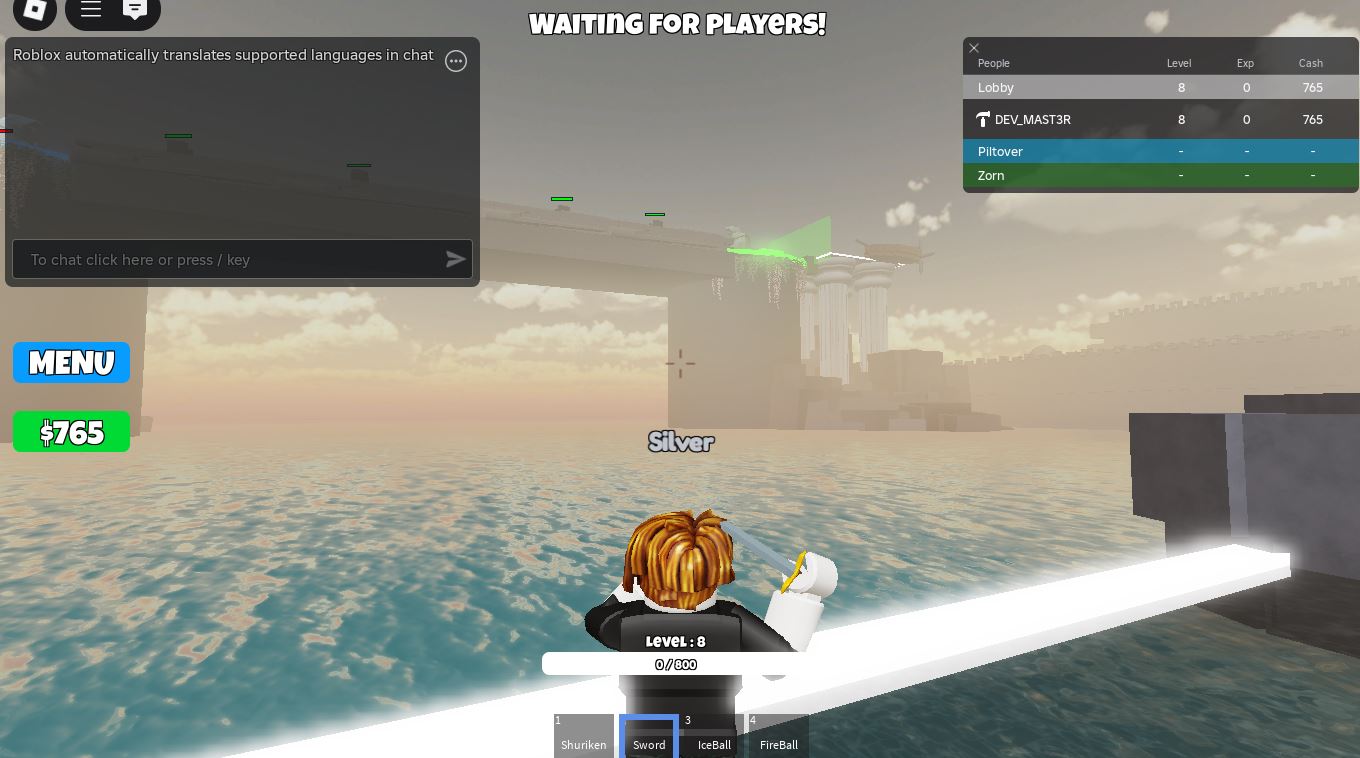 WAITING FOR PLAYERS!
Roblox automatically translates supported languages in chat
To chat click here or press / key
People Level Exp Cash
Lobby 8 0 765
DEV_MAST3R 8 0 765
Piltover - - -
Zorn - - -
MENU
$765
Silver
LEVEL : 8
0 / 800
1 3 4
Shuriken Sword IceBall FireBall